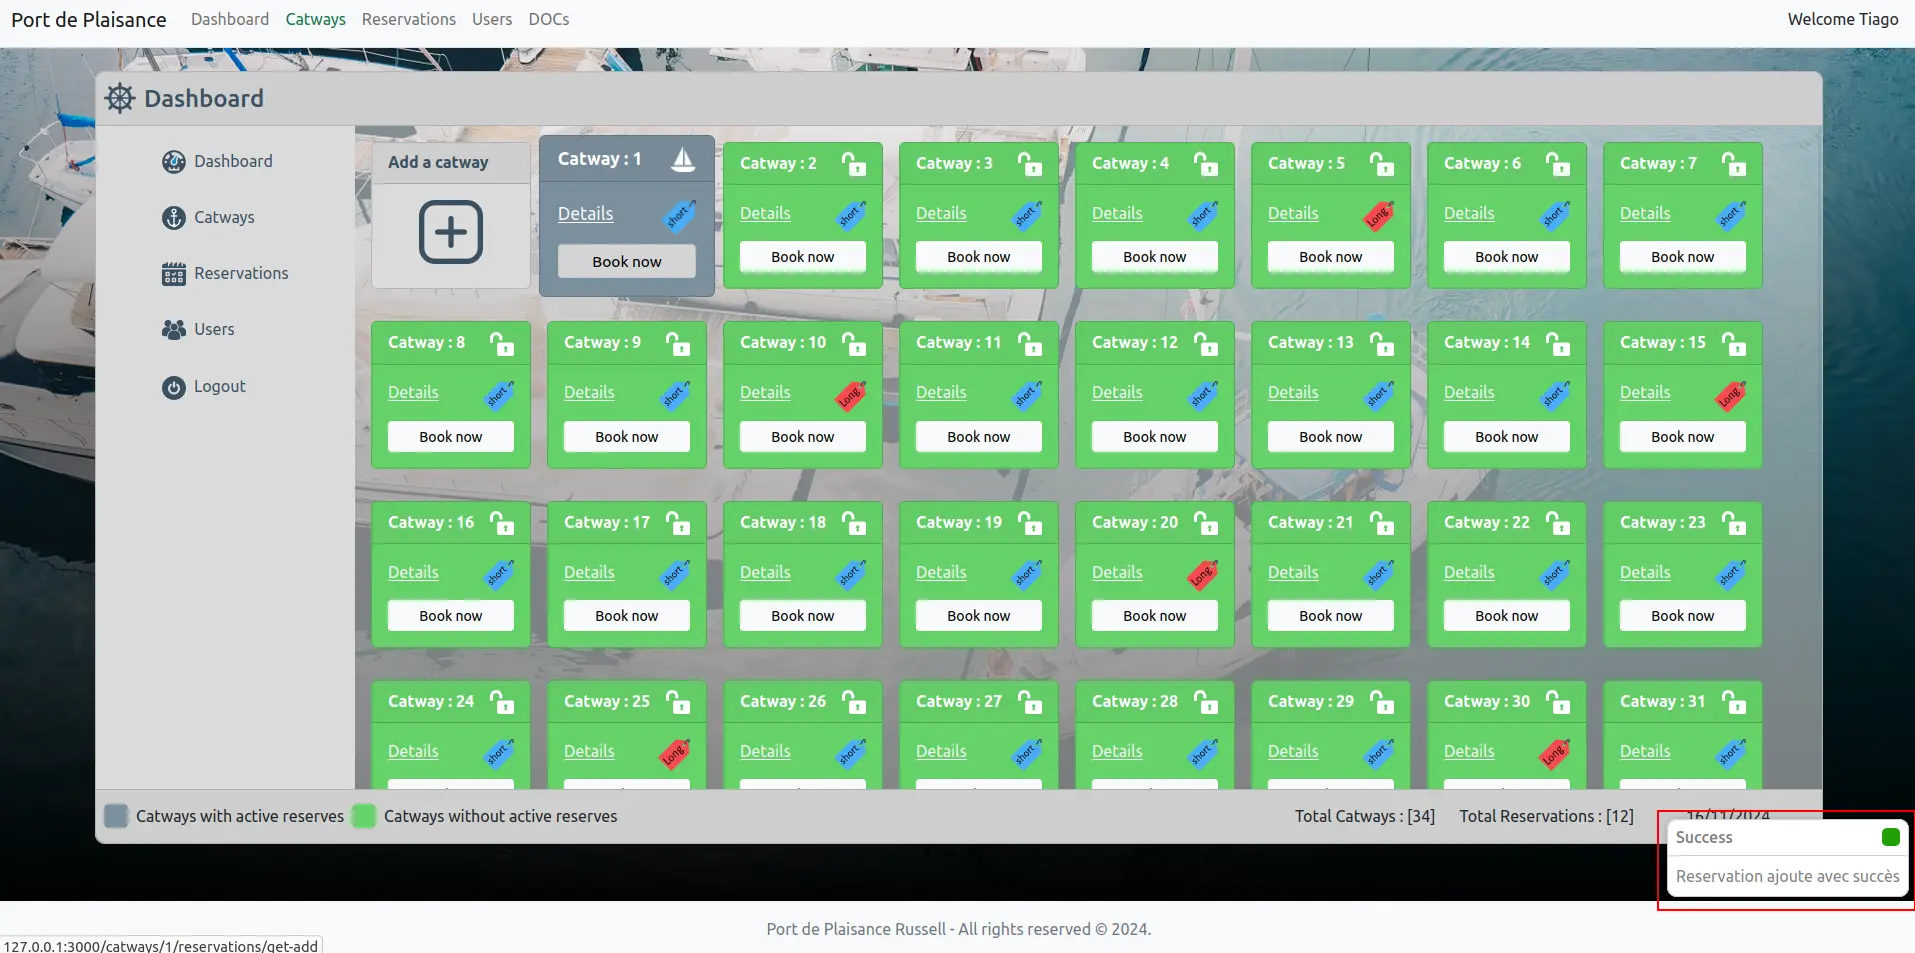 Port de Plaisance Dashboard Catways Reservations Users DOCs Welcome Tiago
Dashboard
Dashboard
Catways
Reservations
Users
Logout
Add a catway
Catway : 1
Details short
Book now
Catway : 2
Details short
Book now
Catway : 3
Details short
Book now
Catway : 4
Details short
Book now
Catway : 5
Details Long
Book now
Catway : 6
Details short
Book now
Catway : 7
Details short
Book now
Catway : 8
Details short
Book now
Catway : 9
Details short
Book now
Catway : 10
Details Long
Book now
Catway : 11
Details short
Book now
Catway : 12
Details short
Book now
Catway : 13
Details short
Book now
Catway : 14
Details short
Book now
Catway : 15
Details Long
Book now
Catway : 16
Details short
Book now
Catway : 17
Details short
Book now
Catway : 18
Details short
Book now
Catway : 19
Details short
Book now
Catway : 20
Details Long
Book now
Catway : 21
Details short
Book now
Catway : 22
Details short
Book now
Catway : 23
Details short
Book now
Catway : 24
Details short
Catway : 25
Details Long
Catway : 26
Details short
Catway : 27
Details short
Catway : 28
Details short
Catway : 29
Details short
Catway : 30
Details Long
Catway : 31
Details short
Catways with active reserves Catways without active reserves Total Catways : [34] Total Reservations : [12] 16/11/2024
Success
Reservation ajoute avec succès
Port de Plaisance Russell - All rights reserved © 2024.
127.0.0.1:3000/catways/1/reservations/get-add